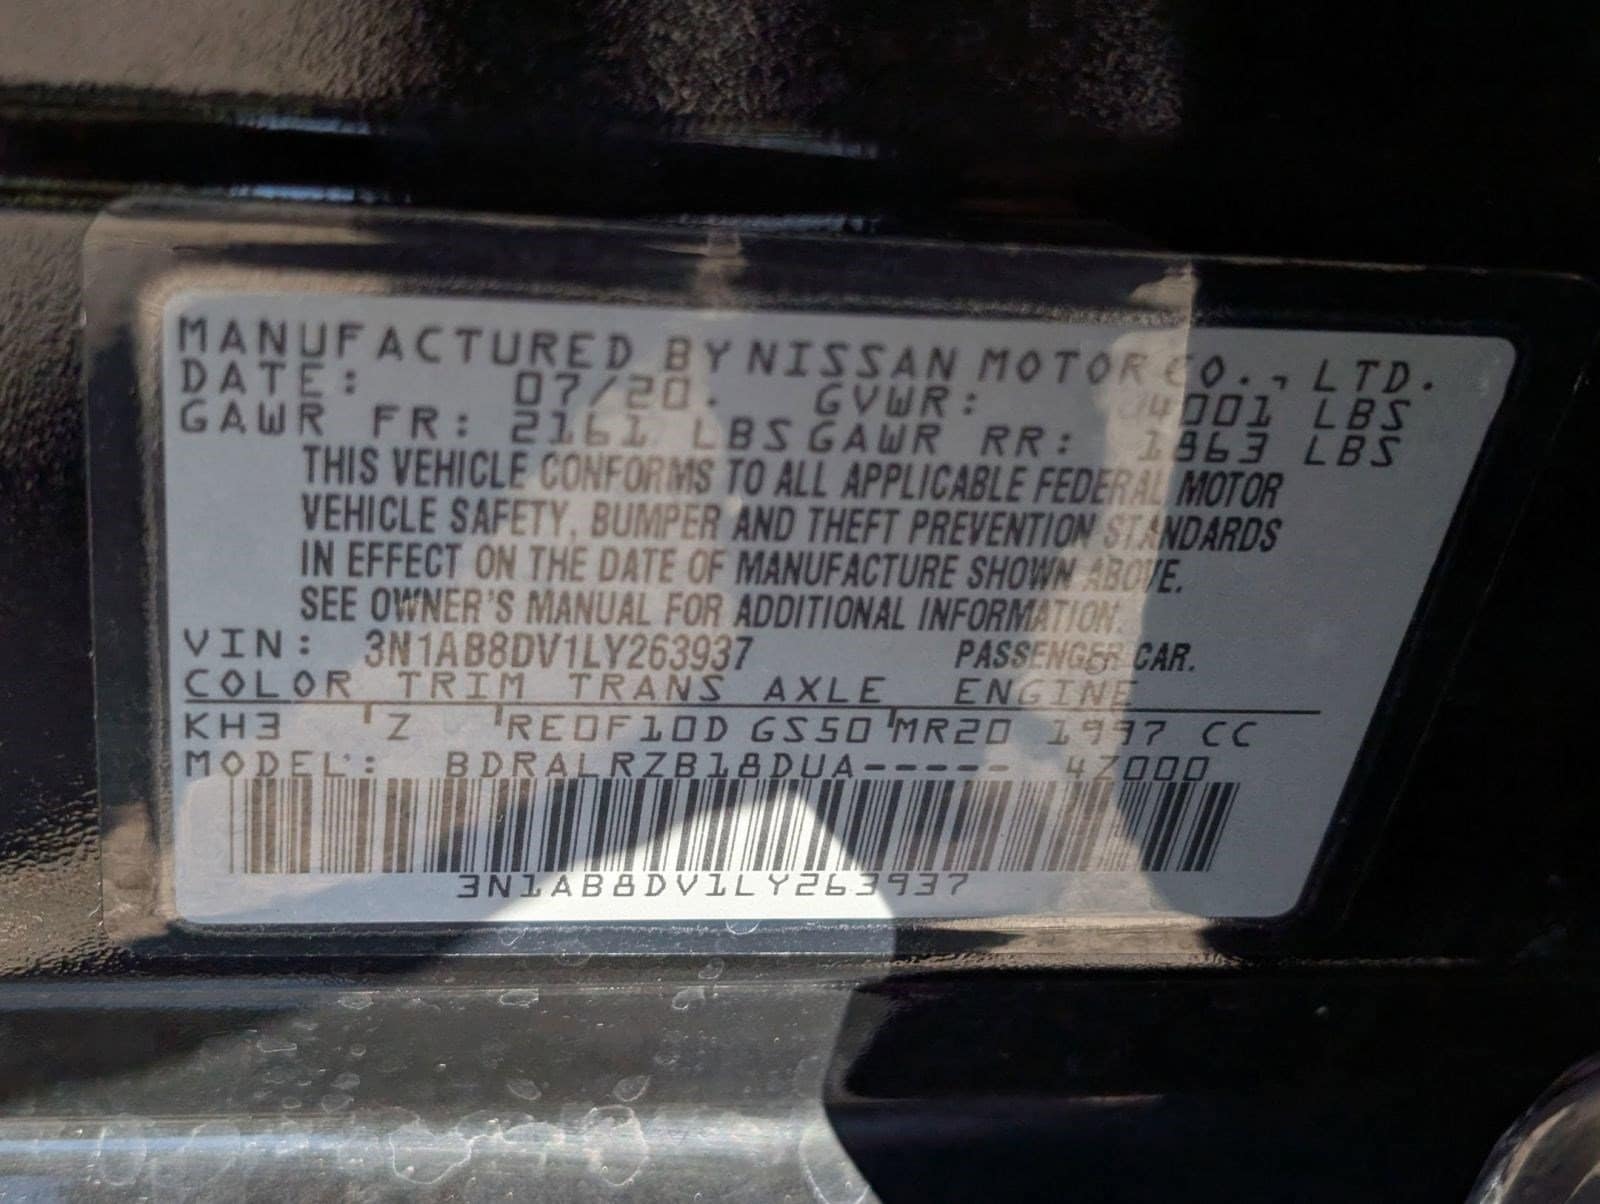 MANUFACTURED BY NISSAN MOTOR CO., LTD.
DATE: 07/20. GVWR: 04001 LBS
GAWR FR: 2161 LBS GAWR RR: 1863 LBS
THIS VEHICLE CONFORMS TO ALL APPLICABLE FEDERAL MOTOR
VEHICLE SAFETY, BUMPER AND THEFT PREVENTION STANDARDS
IN EFFECT ON THE DATE OF MANUFACTURE SHOWN ABOVE.
SEE OWNER'S MANUAL FOR ADDITIONAL INFORMATION.
VIN: 3N1AB8DV1LY263937 PASSENGER CAR.
COLOR TRIM TRANS AXLE ENGINE
KH3 Z RE0F10D GS50 MR20 1997 CC
MODEL: BDRALRZB18DUA----- 4Z000
3N1AB8DV1LY263937